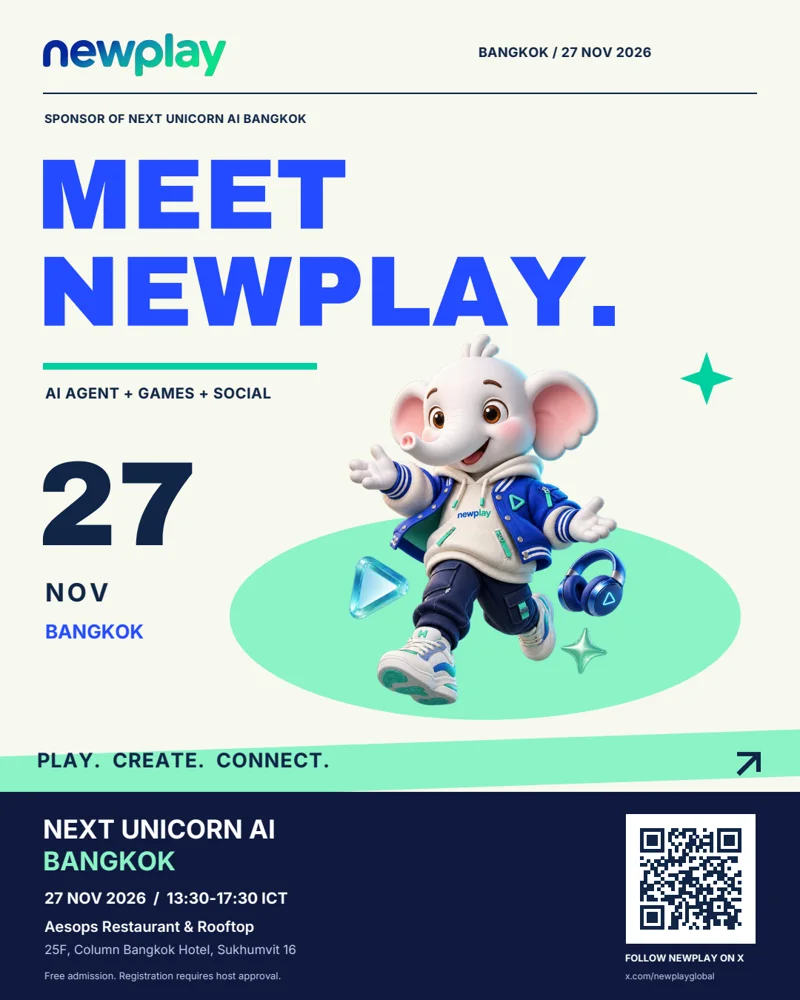 newplay
BANGKOK / 27 NOV 2026
SPONSOR OF NEXT UNICORN AI BANGKOK
MEET
NEWPLAY.
AI AGENT + GAMES + SOCIAL
27
NOV
BANGKOK
newplay
PLAY. CREATE. CONNECT.
NEXT UNICORN AI
BANGKOK
27 NOV 2026 / 13:30-17:30 ICT
Aesops Restaurant & Rooftop
25F, Column Bangkok Hotel, Sukhumvit 16
Free admission. Registration requires host approval.
FOLLOW NEWPLAY ON X
x.com/newplayglobal